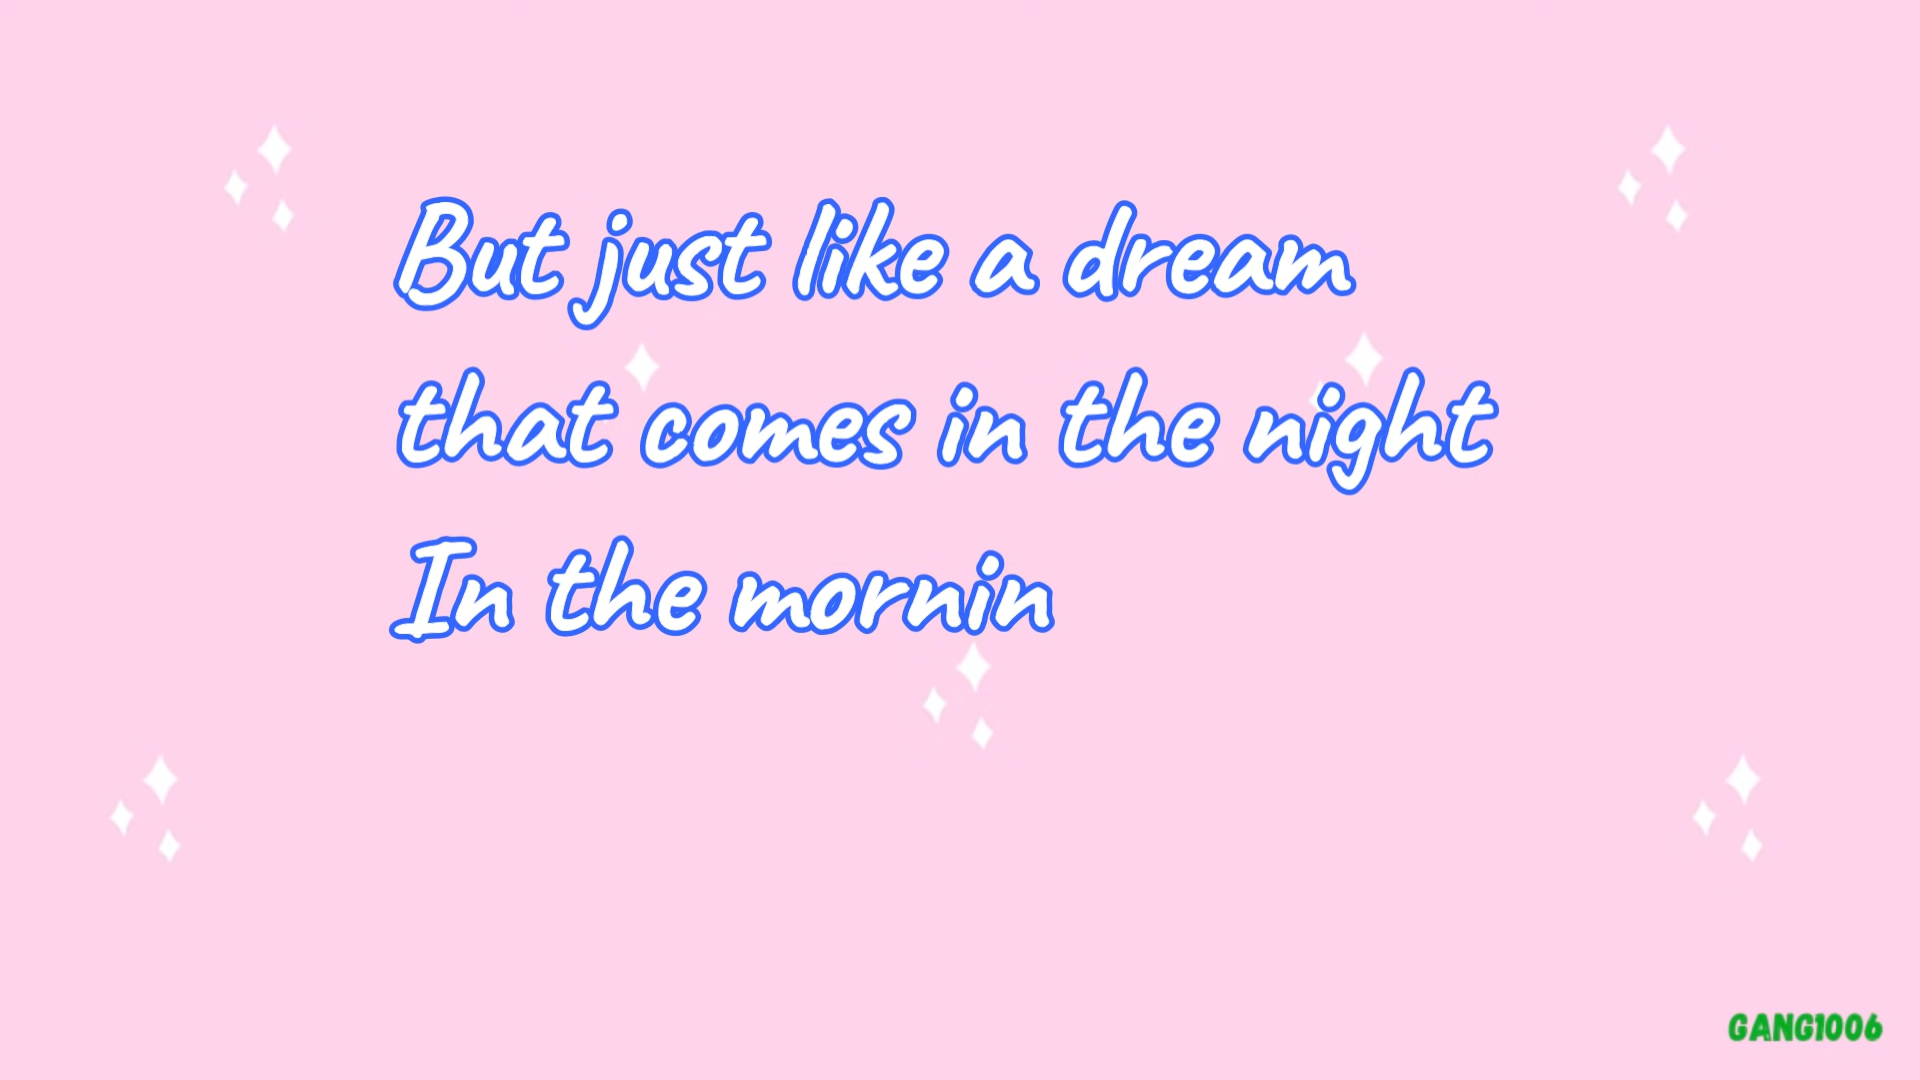 But just like a dream
that comes in the night
In the mornin
GANG1006